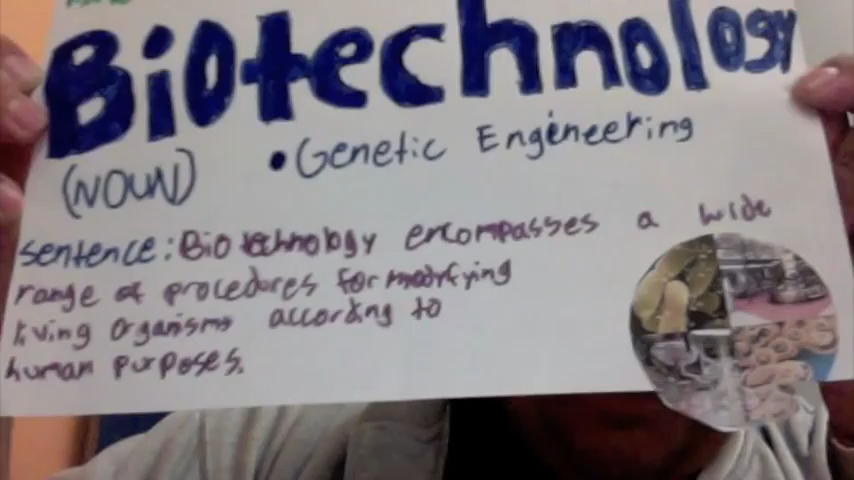 Biotechnology
(NOUN) • Genetic Engineering
sentence: Biotechnology encompasses a wide
range of procedures for modifying
living organisms according to
human purposes.